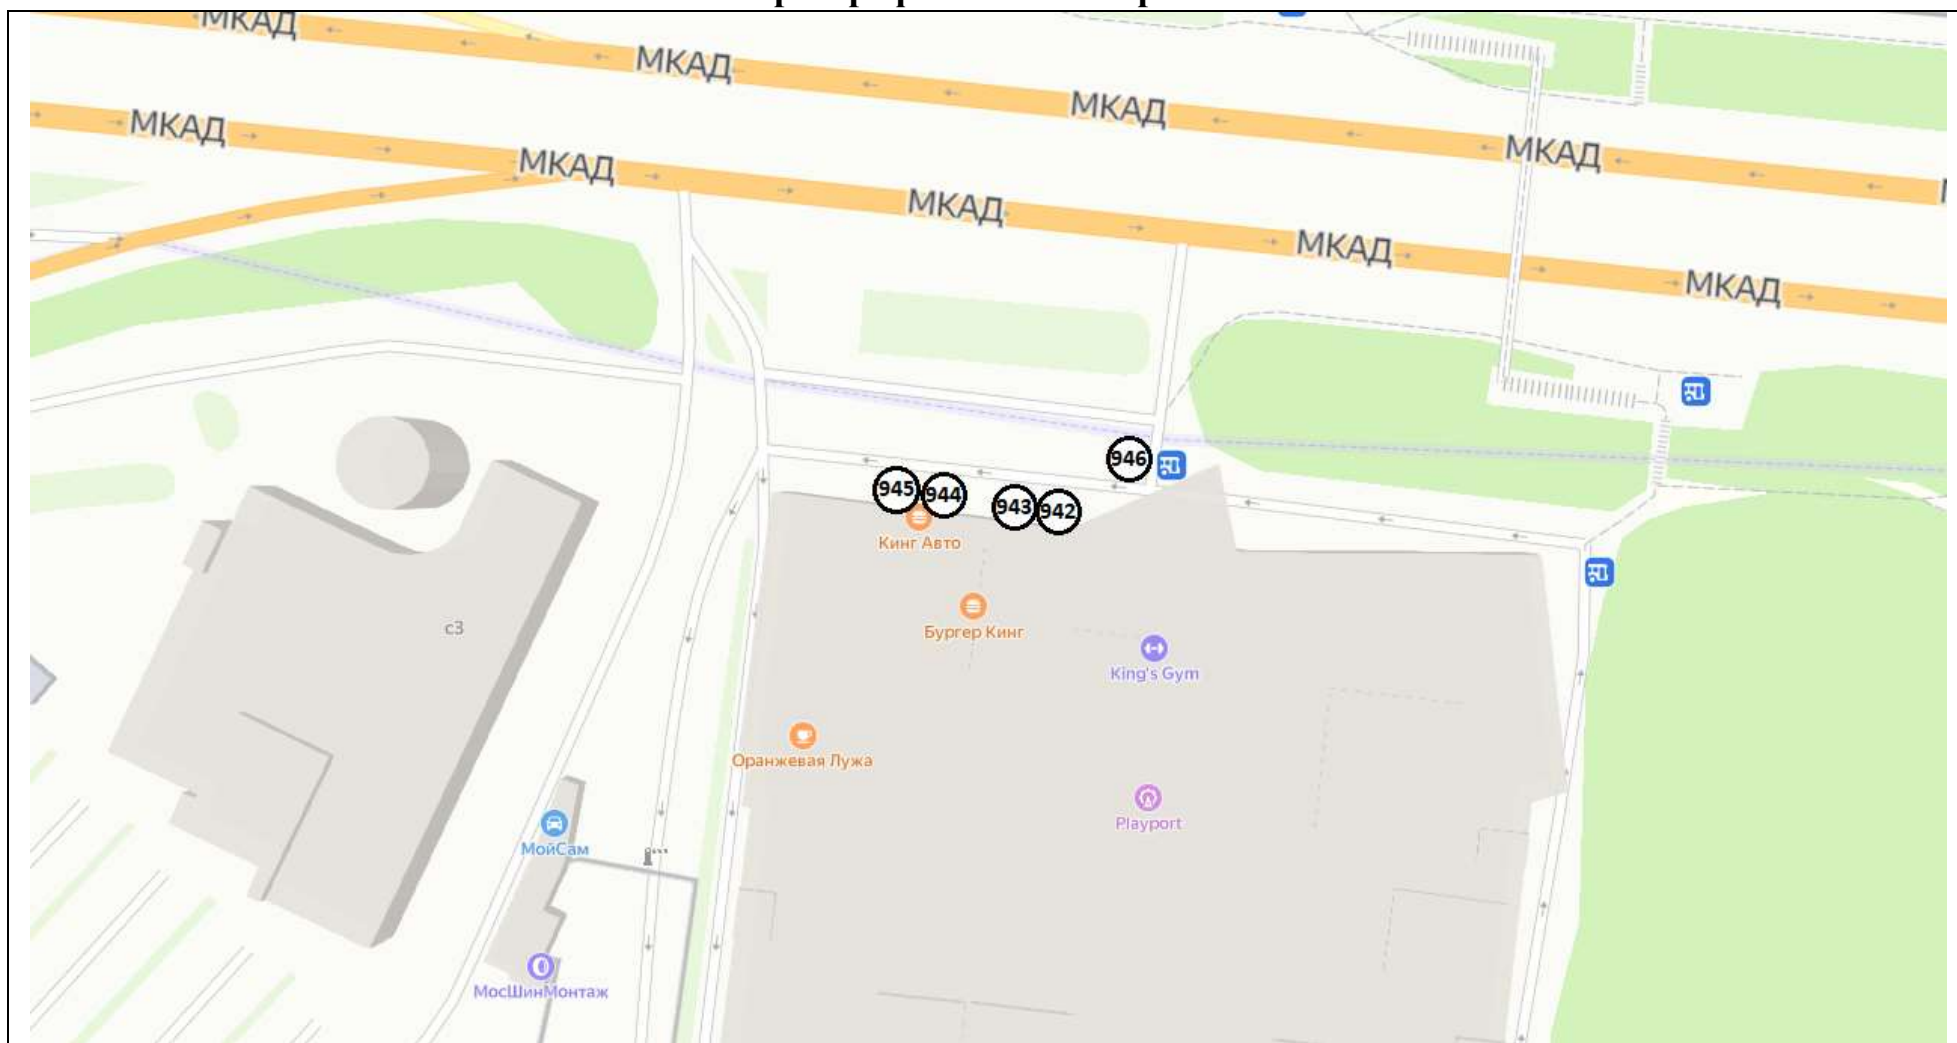 МКАД
МКАД
МКАД
МКАД
МКАД
МКАД
МКАД
МКАД
МКАД
946
945
944
943
942
Кинг Авто
Бургер Кинг
с3
King's Gym
Оранжевая Лужа
Playport
МойСам
МосШинМонтаж